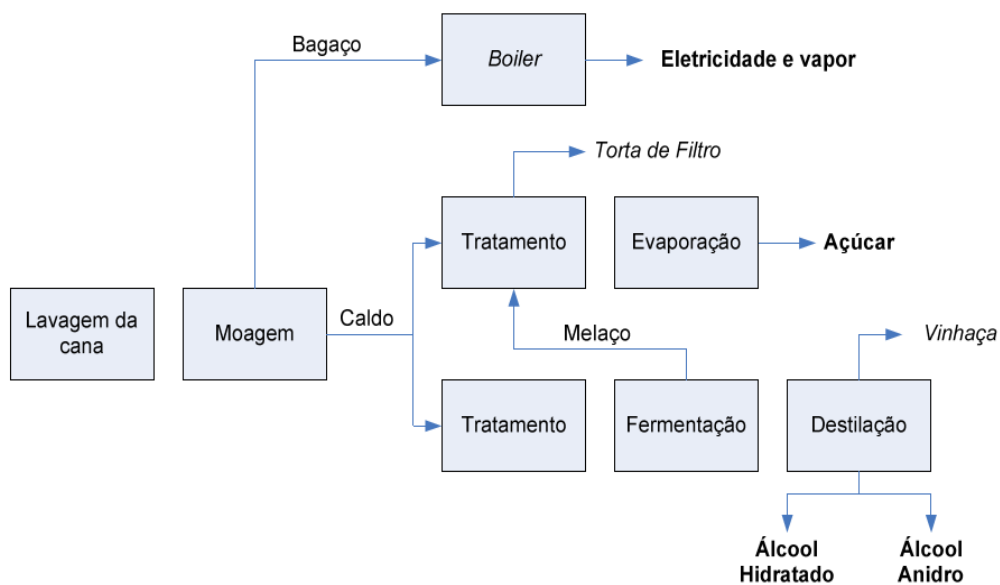 Bagaço
Boiler
Eletricidade e vapor
Torta de Filtro
Tratamento
Evaporação
Açúcar
Lavagem da
cana
Moagem
Caldo
Melaço
Vinhaça
Tratamento
Fermentação
Destilação
Álcool
Hidratado
Álcool
Anidro